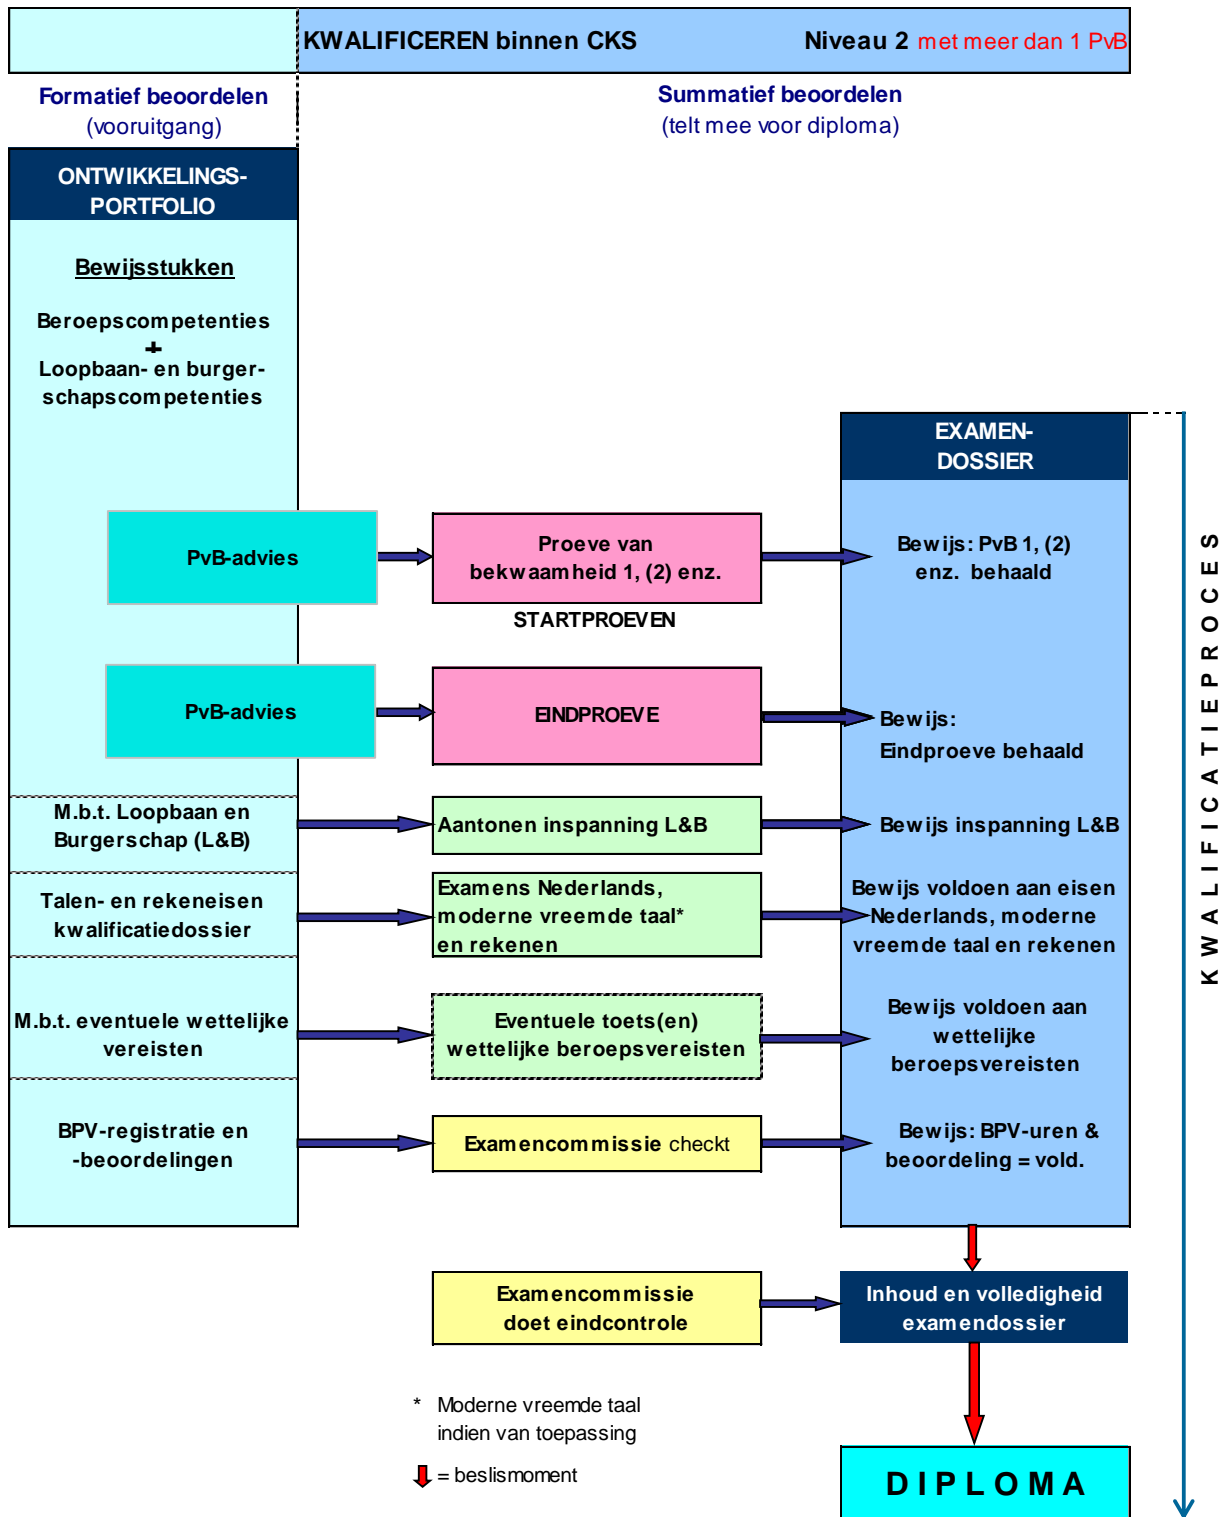 KWALIFICEREN binnen CKS
Niveau 2 met meer dan 1 PvB
Formatief beoordelen
(vooruitgang)
Summatief beoordelen
(telt mee voor diploma)
ONTWIKKELINGS-
PORTFOLIO
Bewijsstukken
Beroepscompetenties
+
Loopbaan- en burger-
schapscompetenties
EXAMEN-
DOSSIER
PvB-advies
Proeve van
bekwaamheid 1, (2) enz.
STARTPROEVEN
Bewijs: PvB 1, (2)
enz. behaald
PvB-advies
EINDPROEVE
Bewijs:
Eindproeve behaald
M.b.t. Loopbaan en
Burgerschap (L&B)
Aantonen inspanning L&B
Bewijs inspanning L&B
Talen- en rekeneisen
kwalificatiedossier
Examens Nederlands,
moderne vreemde taal*
en rekenen
Bewijs voldoen aan eisen
Nederlands, moderne
vreemde taal en rekenen
M.b.t. eventuele wettelijke
vereisten
Eventuele toets(en)
wettelijke beroepsvereisten
Bewijs voldoen aan
wettelijke
beroepsvereisten
BPV-registratie en
-beoordelingen
Examencommissie checkt
Bewijs: BPV-uren &
beoordeling = vold.
KWALIFICATIEPROCES
Examencommissie
doet eindcontrole
Inhoud en volledigheid
examendossier
* Moderne vreemde taal
indien van toepassing
= beslismoment
DIPLOMA